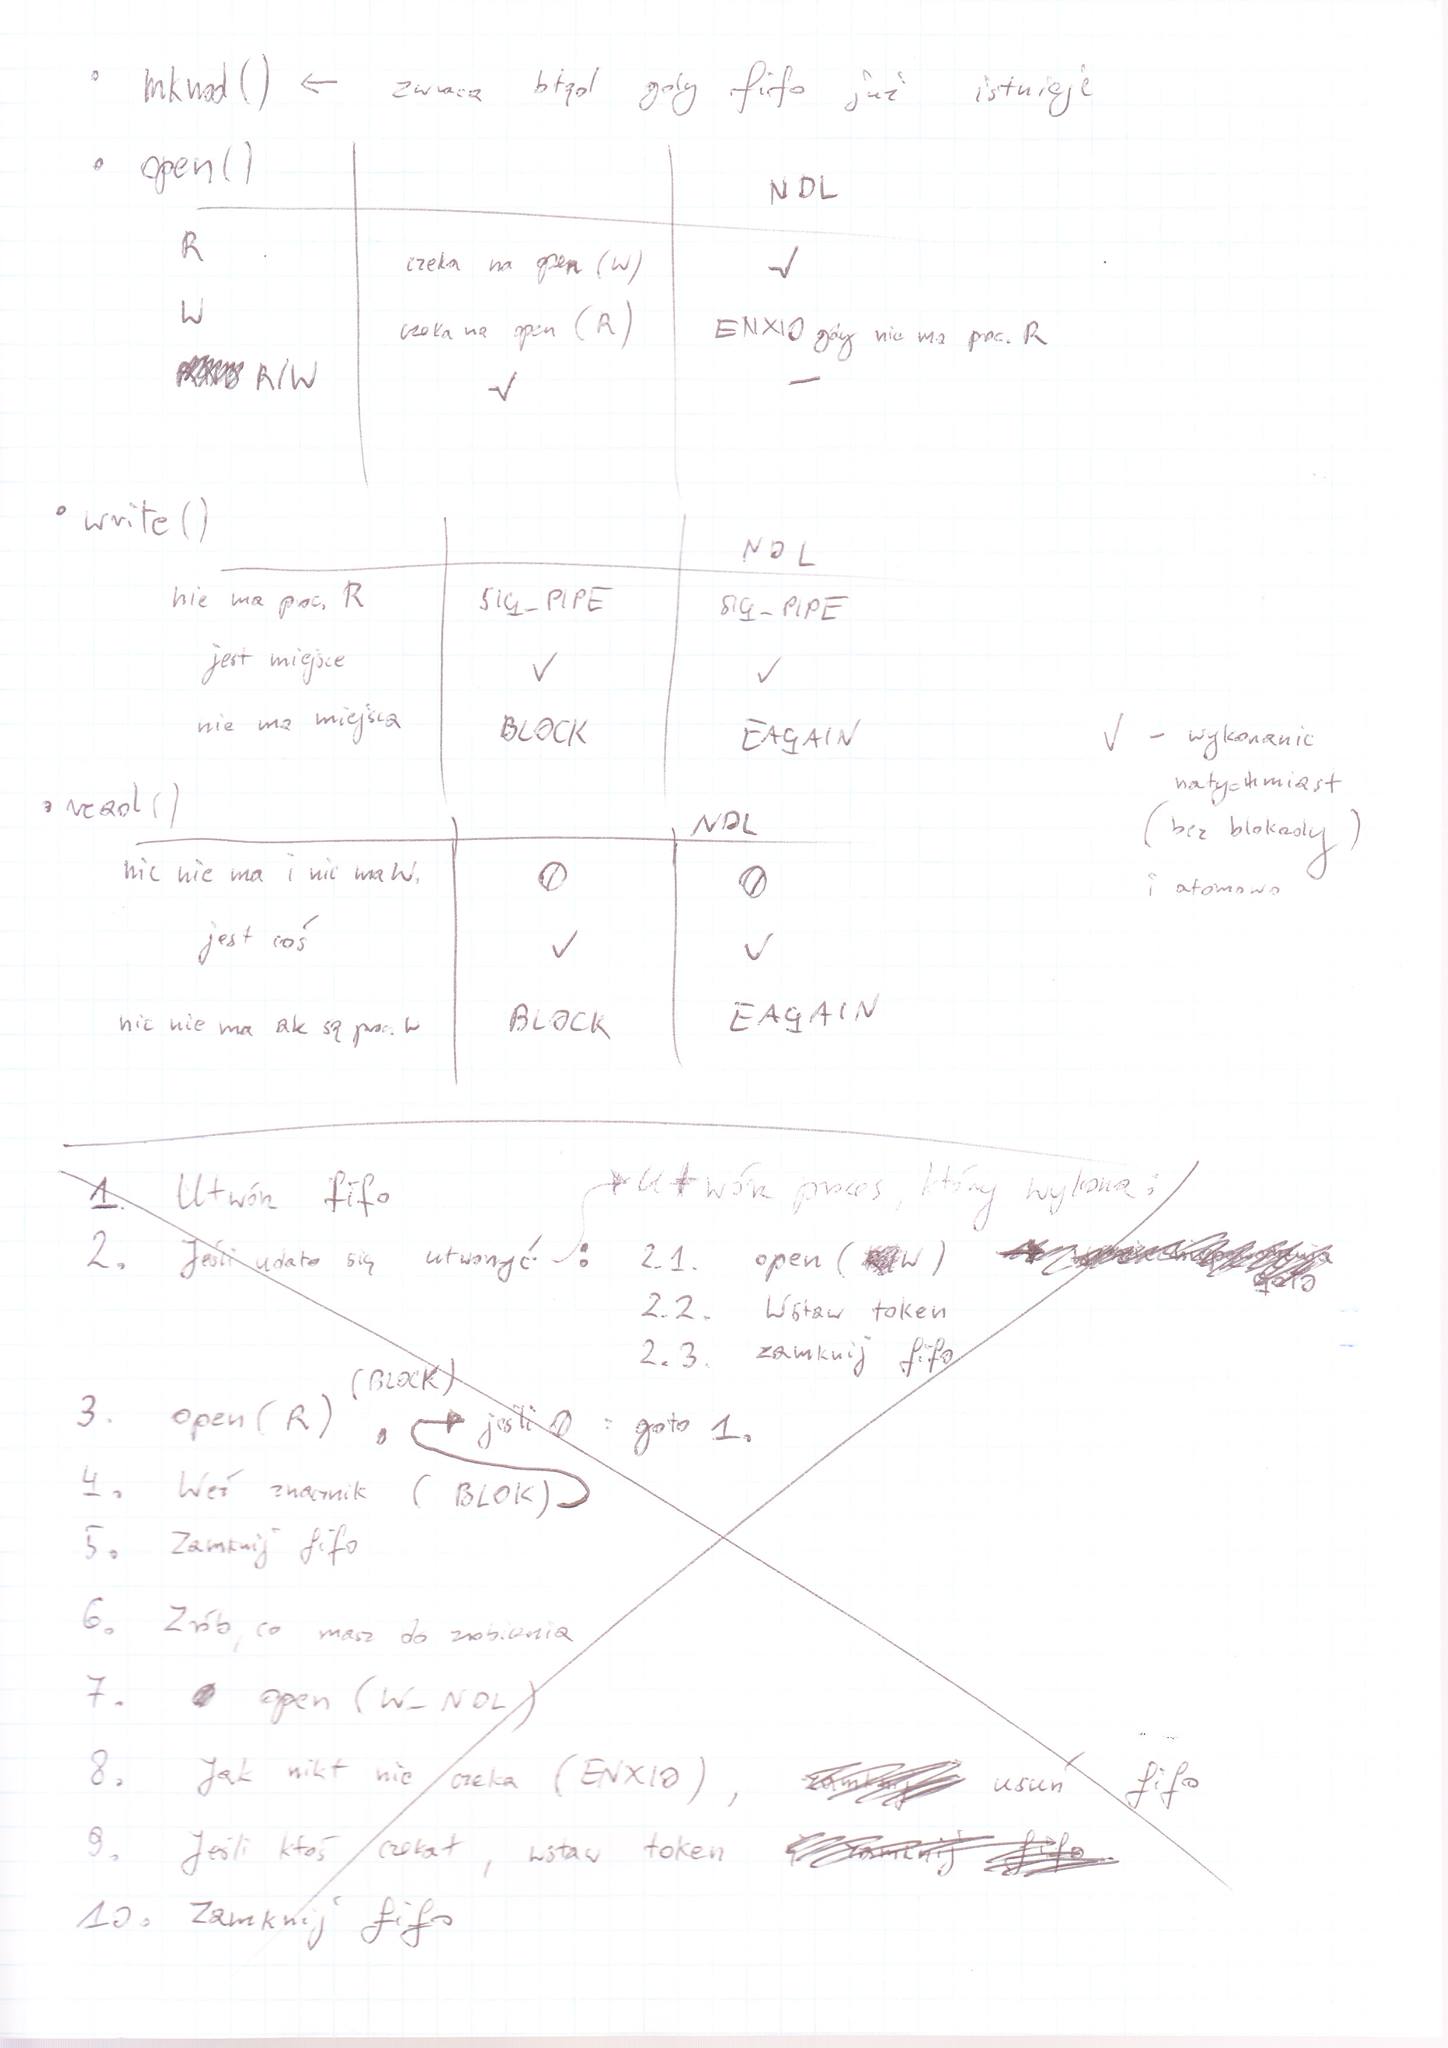 • mknod() ← zwraca błąd gdy fifo już istnieje
• open()
NDL
R czeka na open (W) √
W czeka na open (R) ENXIO gdy nie ma proc. R
R/W √ —
• write()
NDL
nie ma proc. R SIG_PIPE SIG_PIPE
jest miejsce √ √
nie ma miejsca BLOCK EAGAIN
√ – wykonanie
natychmiast
(bez blokady)
i atomowo
• read()
NDL
nic nie ma i nie ma W. 0 0
jest coś √ √
nic nie ma ale są proc. W BLOCK EAGAIN
1. Utwórz fifo
Utwórz proces, który wykona:
2. Jeśli udało się utworzyć : 2.1. open (W)
2.2. Wstaw token
2.3. zamknij fifo
3. open (R) (BLOCK) jeśli 0 : goto 1.
4. Weź znacznik (BLOK)
5. Zamknij fifo
6. Zrób, co masz do zrobienia
7. open (W_NDL)
8. Jak nikt nie czeka (ENXIO), usuń fifo
9. Jeśli ktoś czekał, wstaw token
10. Zamknij fifo